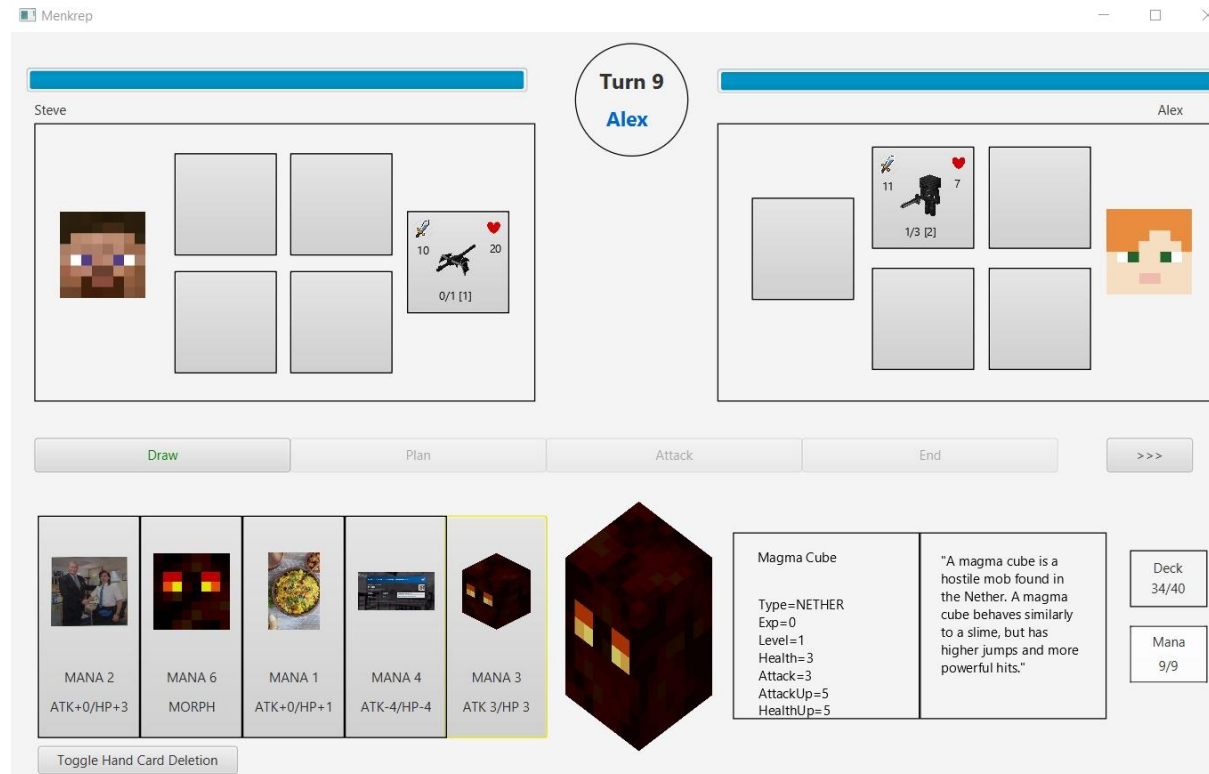 Menkrep
Turn 9
Alex
Steve
Alex
10
20
0/1 [1]
11
7
1/3 [2]
Draw
Plan
Attack
End
>>>
MANA 2
ATK+0/HP+3
MANA 6
MORPH
MANA 1
ATK+0/HP+1
MANA 4
ATK-4/HP-4
MANA 3
ATK 3/HP 3
Magma Cube
Type=NETHER
Exp=0
Level=1
Health=3
Attack=3
AttackUp=5
HealthUp=5
"A magma cube is a
hostile mob found in
the Nether. A magma
cube behaves similarly
to a slime, but has
higher jumps and more
powerful hits."
Deck
34/40
Mana
9/9
Toggle Hand Card Deletion